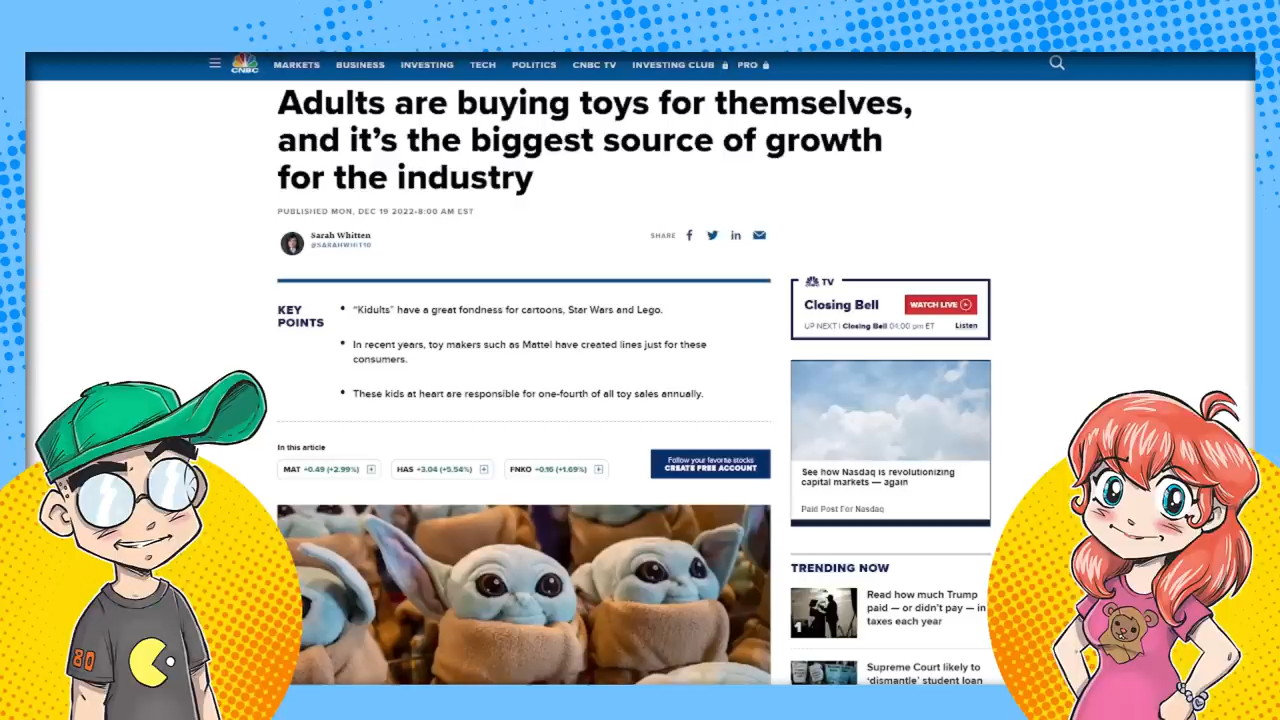 CNBC
MARKETS BUSINESS INVESTING TECH POLITICS CNBC TV INVESTING CLUB PRO
Adults are buying toys for themselves,
and it's the biggest source of growth
for the industry
PUBLISHED MON, DEC 19 2022-8:00 AM EST
Sarah Whitten
@SARAHWHIT10
SHARE
KEY
POINTS
• “Kidults” have a great fondness for cartoons, Star Wars and Lego.
• In recent years, toy makers such as Mattel have created lines just for these
consumers.
• These kids at heart are responsible for one-fourth of all toy sales annually.
In this article
MAT +0.49 (+2.99%)
HAS +3.04 (+5.54%)
FNKO +0.16 (+1.69%)
Follow your favorite stocks
CREATE FREE ACCOUNT
TV
Closing Bell
WATCH LIVE
UP NEXT | Closing Bell 04:00 pm ET
Listen
See how Nasdaq is revolutionizing
capital markets — again
Paid Post For Nasdaq
TRENDING NOW
1
Read how much Trump
paid — or didn't pay — in
taxes each year
Supreme Court likely to
'dismantle' student loan
80